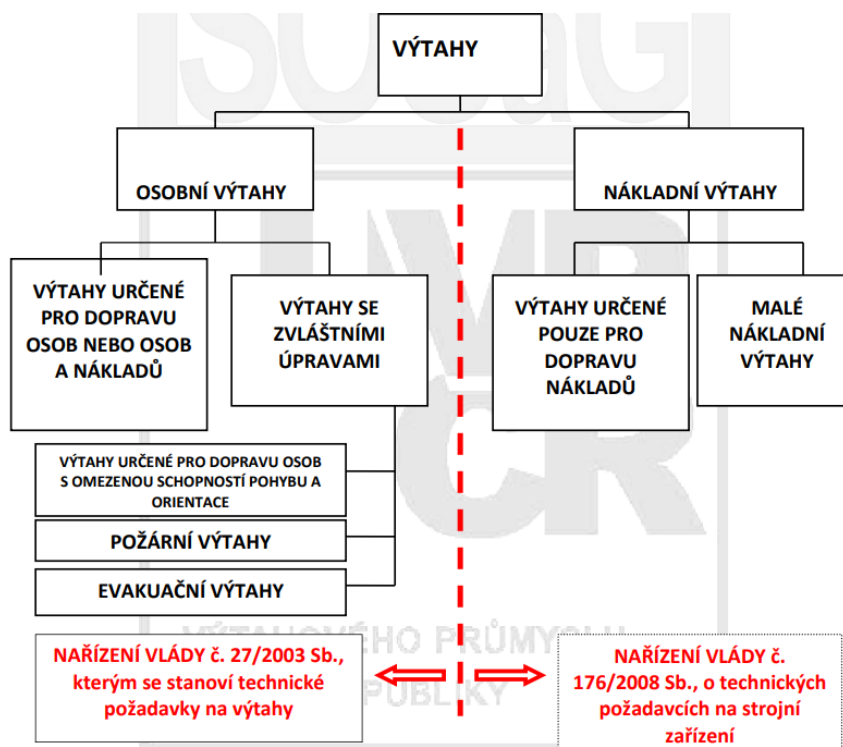 VÝTAHY
OSOBNÍ VÝTAHY
NÁKLADNÍ VÝTAHY
VÝTAHY URČENÉ
PRO DOPRAVU
OSOB NEBO OSOB
A NÁKLADŮ
VÝTAHY SE
ZVLÁŠTNÍMI
ÚPRAVAMI
VÝTAHY URČENÉ
POUZE PRO
DOPRAVU
NÁKLADŮ
MALÉ
NÁKLADNÍ
VÝTAHY
VÝTAHY URČENÉ PRO DOPRAVU OSOB
S OMEZENOU SCHOPNOSTÍ POHYBU A
ORIENTACE
POŽÁRNÍ VÝTAHY
EVAKUAČNÍ VÝTAHY
NAŘÍZENÍ VLÁDY č. 27/2003 Sb.,
kterým se stanoví technické
požadavky na výtahy
NAŘÍZENÍ VLÁDY č.
176/2008 Sb., o technických
požadavcích na strojní
zařízení